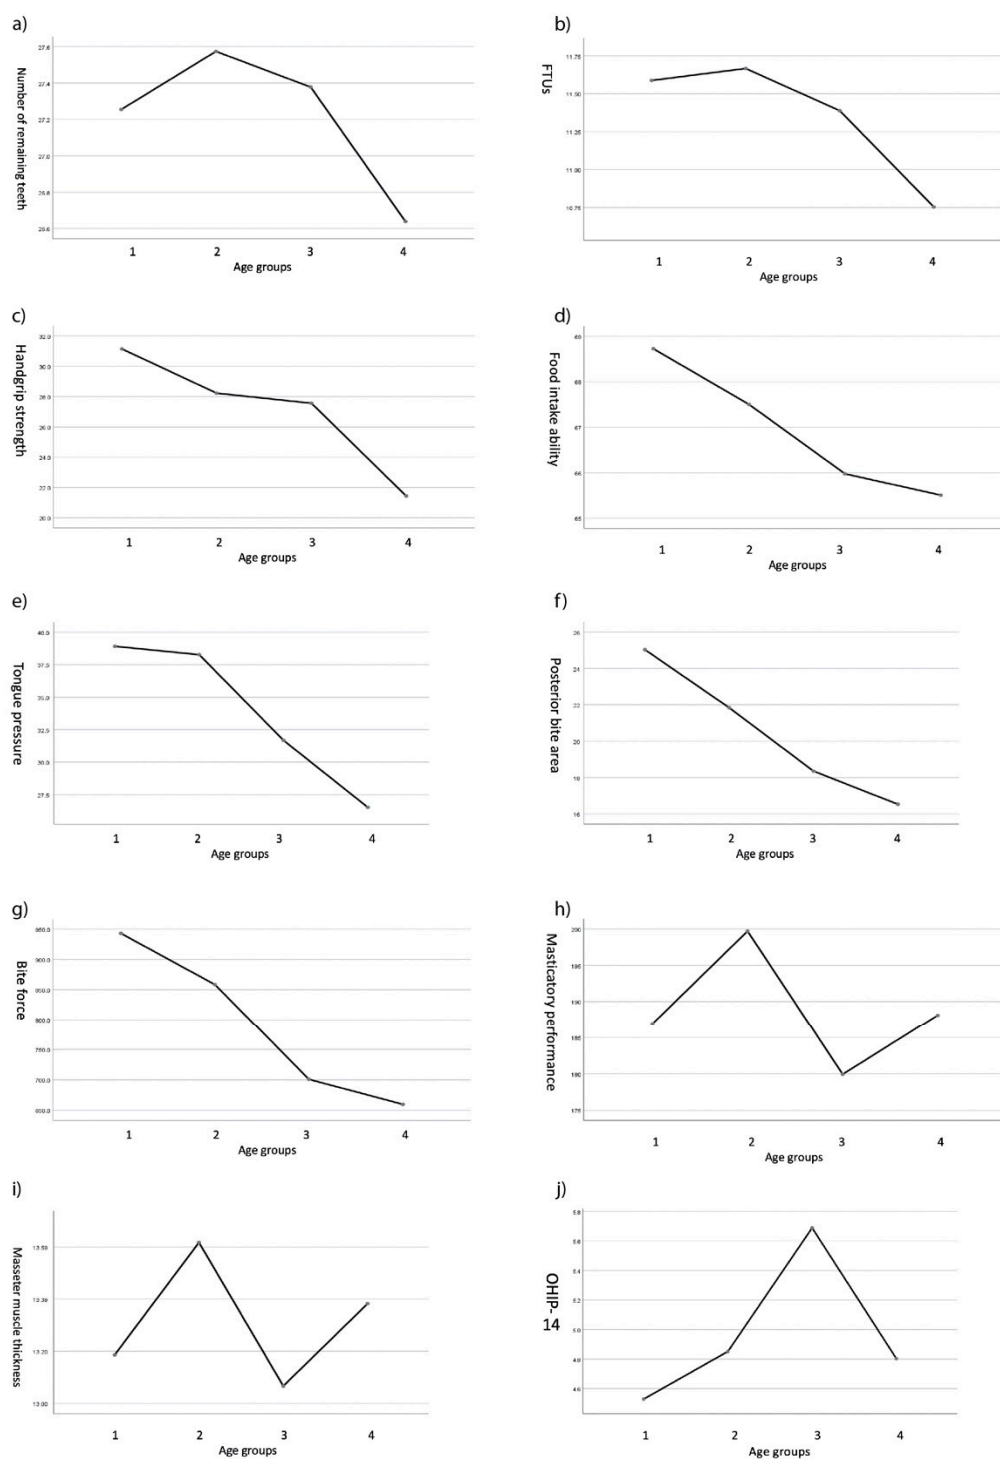 a)
Number of remaining teeth
27.6
27.4
27.2
27.0
26.8
26.6
1 2 3 4
Age groups
b)
FTUs
11.75
11.50
11.25
11.00
10.75
1 2 3 4
Age groups
c)
Handgrip strength
32.0
30.0
28.0
26.0
24.0
22.0
20.0
1 2 3 4
Age groups
d)
Food intake ability
69
68
67
66
65
1 2 3 4
Age groups
e)
Tongue pressure
40.0
37.5
35.0
32.5
30.0
27.5
1 2 3 4
Age groups
f)
Posterior bite area
26
24
22
20
18
16
1 2 3 4
Age groups
g)
Bite force
950.0
900.0
850.0
800.0
750.0
700.0
650.0
1 2 3 4
Age groups
h)
Masticatory performance
200
195
190
185
180
175
1 2 3 4
Age groups
i)
Masseter muscle thickness
13.20
13.00
1 2 3 4
Age groups
j)
OHIP-
14
5.8
5.6
5.4
5.2
5.0
4.8
4.6
1 2 3 4
Age groups